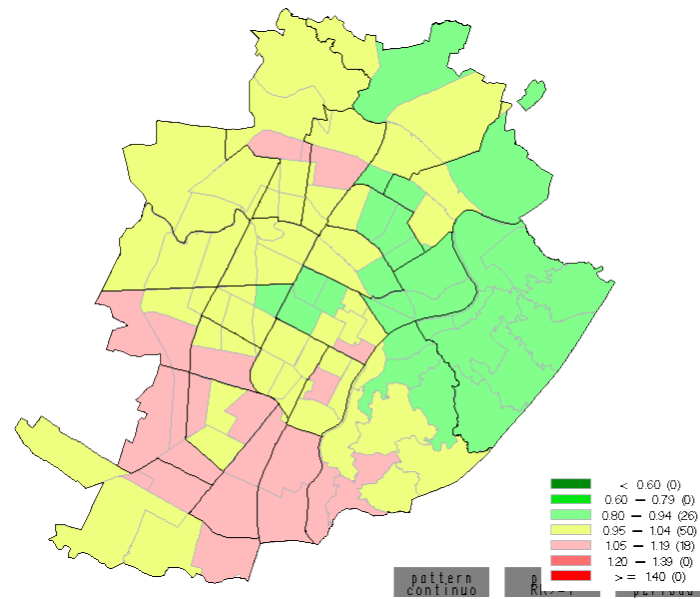 < 0.60 (0)
0.60 – 0.79 (0)
0.80 – 0.94 (26)
0.95 – 1.04 (50)
1.05 – 1.19 (18)
1.20 – 1.39 (0)
>= 1.40 (0)
pattern
continuo